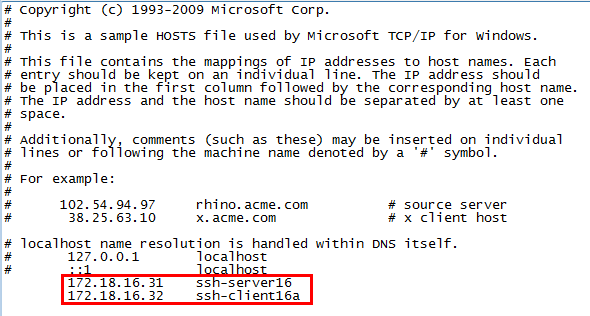 # Copyright (c) 1993-2009 Microsoft Corp.
#
# This is a sample HOSTS file used by Microsoft TCP/IP for Windows.
#
# This file contains the mappings of IP addresses to host names. Each
# entry should be kept on an individual line. The IP address should
# be placed in the first column followed by the corresponding host name.
# The IP address and the host name should be separated by at least one
# space.
#
# Additionally, comments (such as these) may be inserted on individual
# lines or following the machine name denoted by a '#' symbol.
#
# For example:
#
#      102.54.94.97     rhino.acme.com          # source server
#       38.25.63.10     x.acme.com              # x client host

# localhost name resolution is handled within DNS itself.
#       127.0.0.1       localhost
#       ::1             localhost
        172.18.16.31    ssh-server16
        172.18.16.32    ssh-client16a